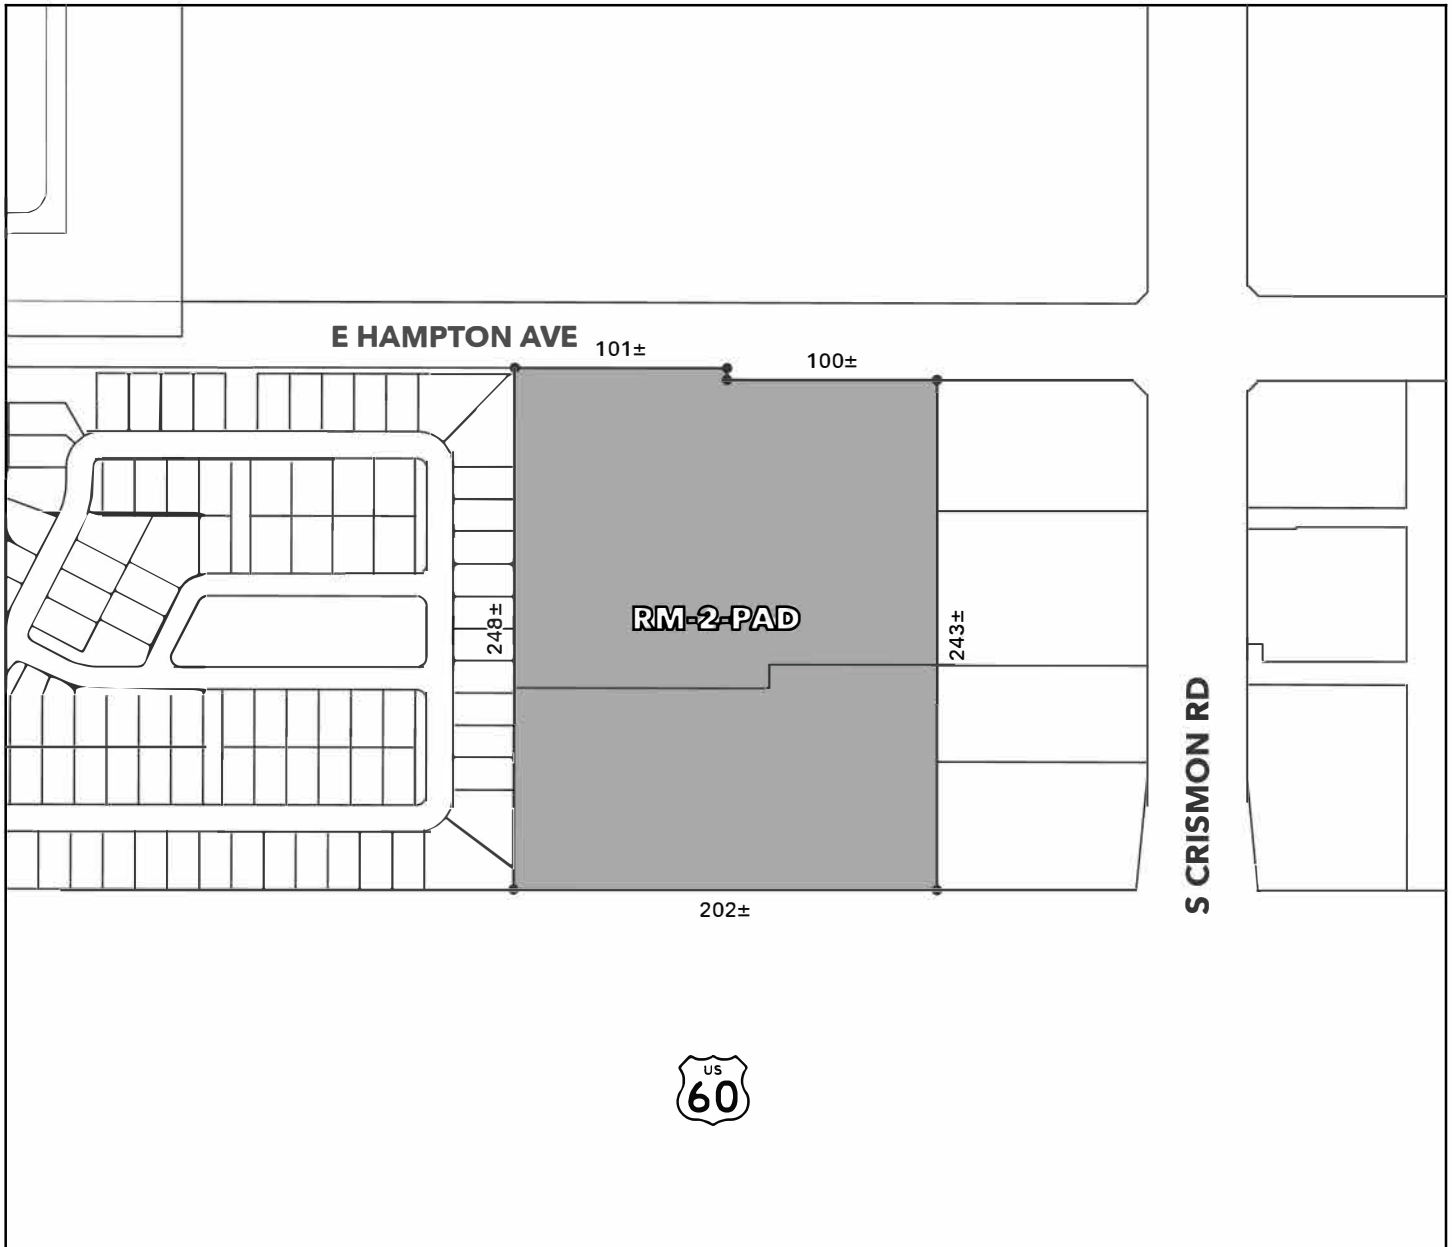 E HAMPTON AVE
101±
100±
248±
RM-2-PAD
243±
S CRISMON RD
202±
US
60